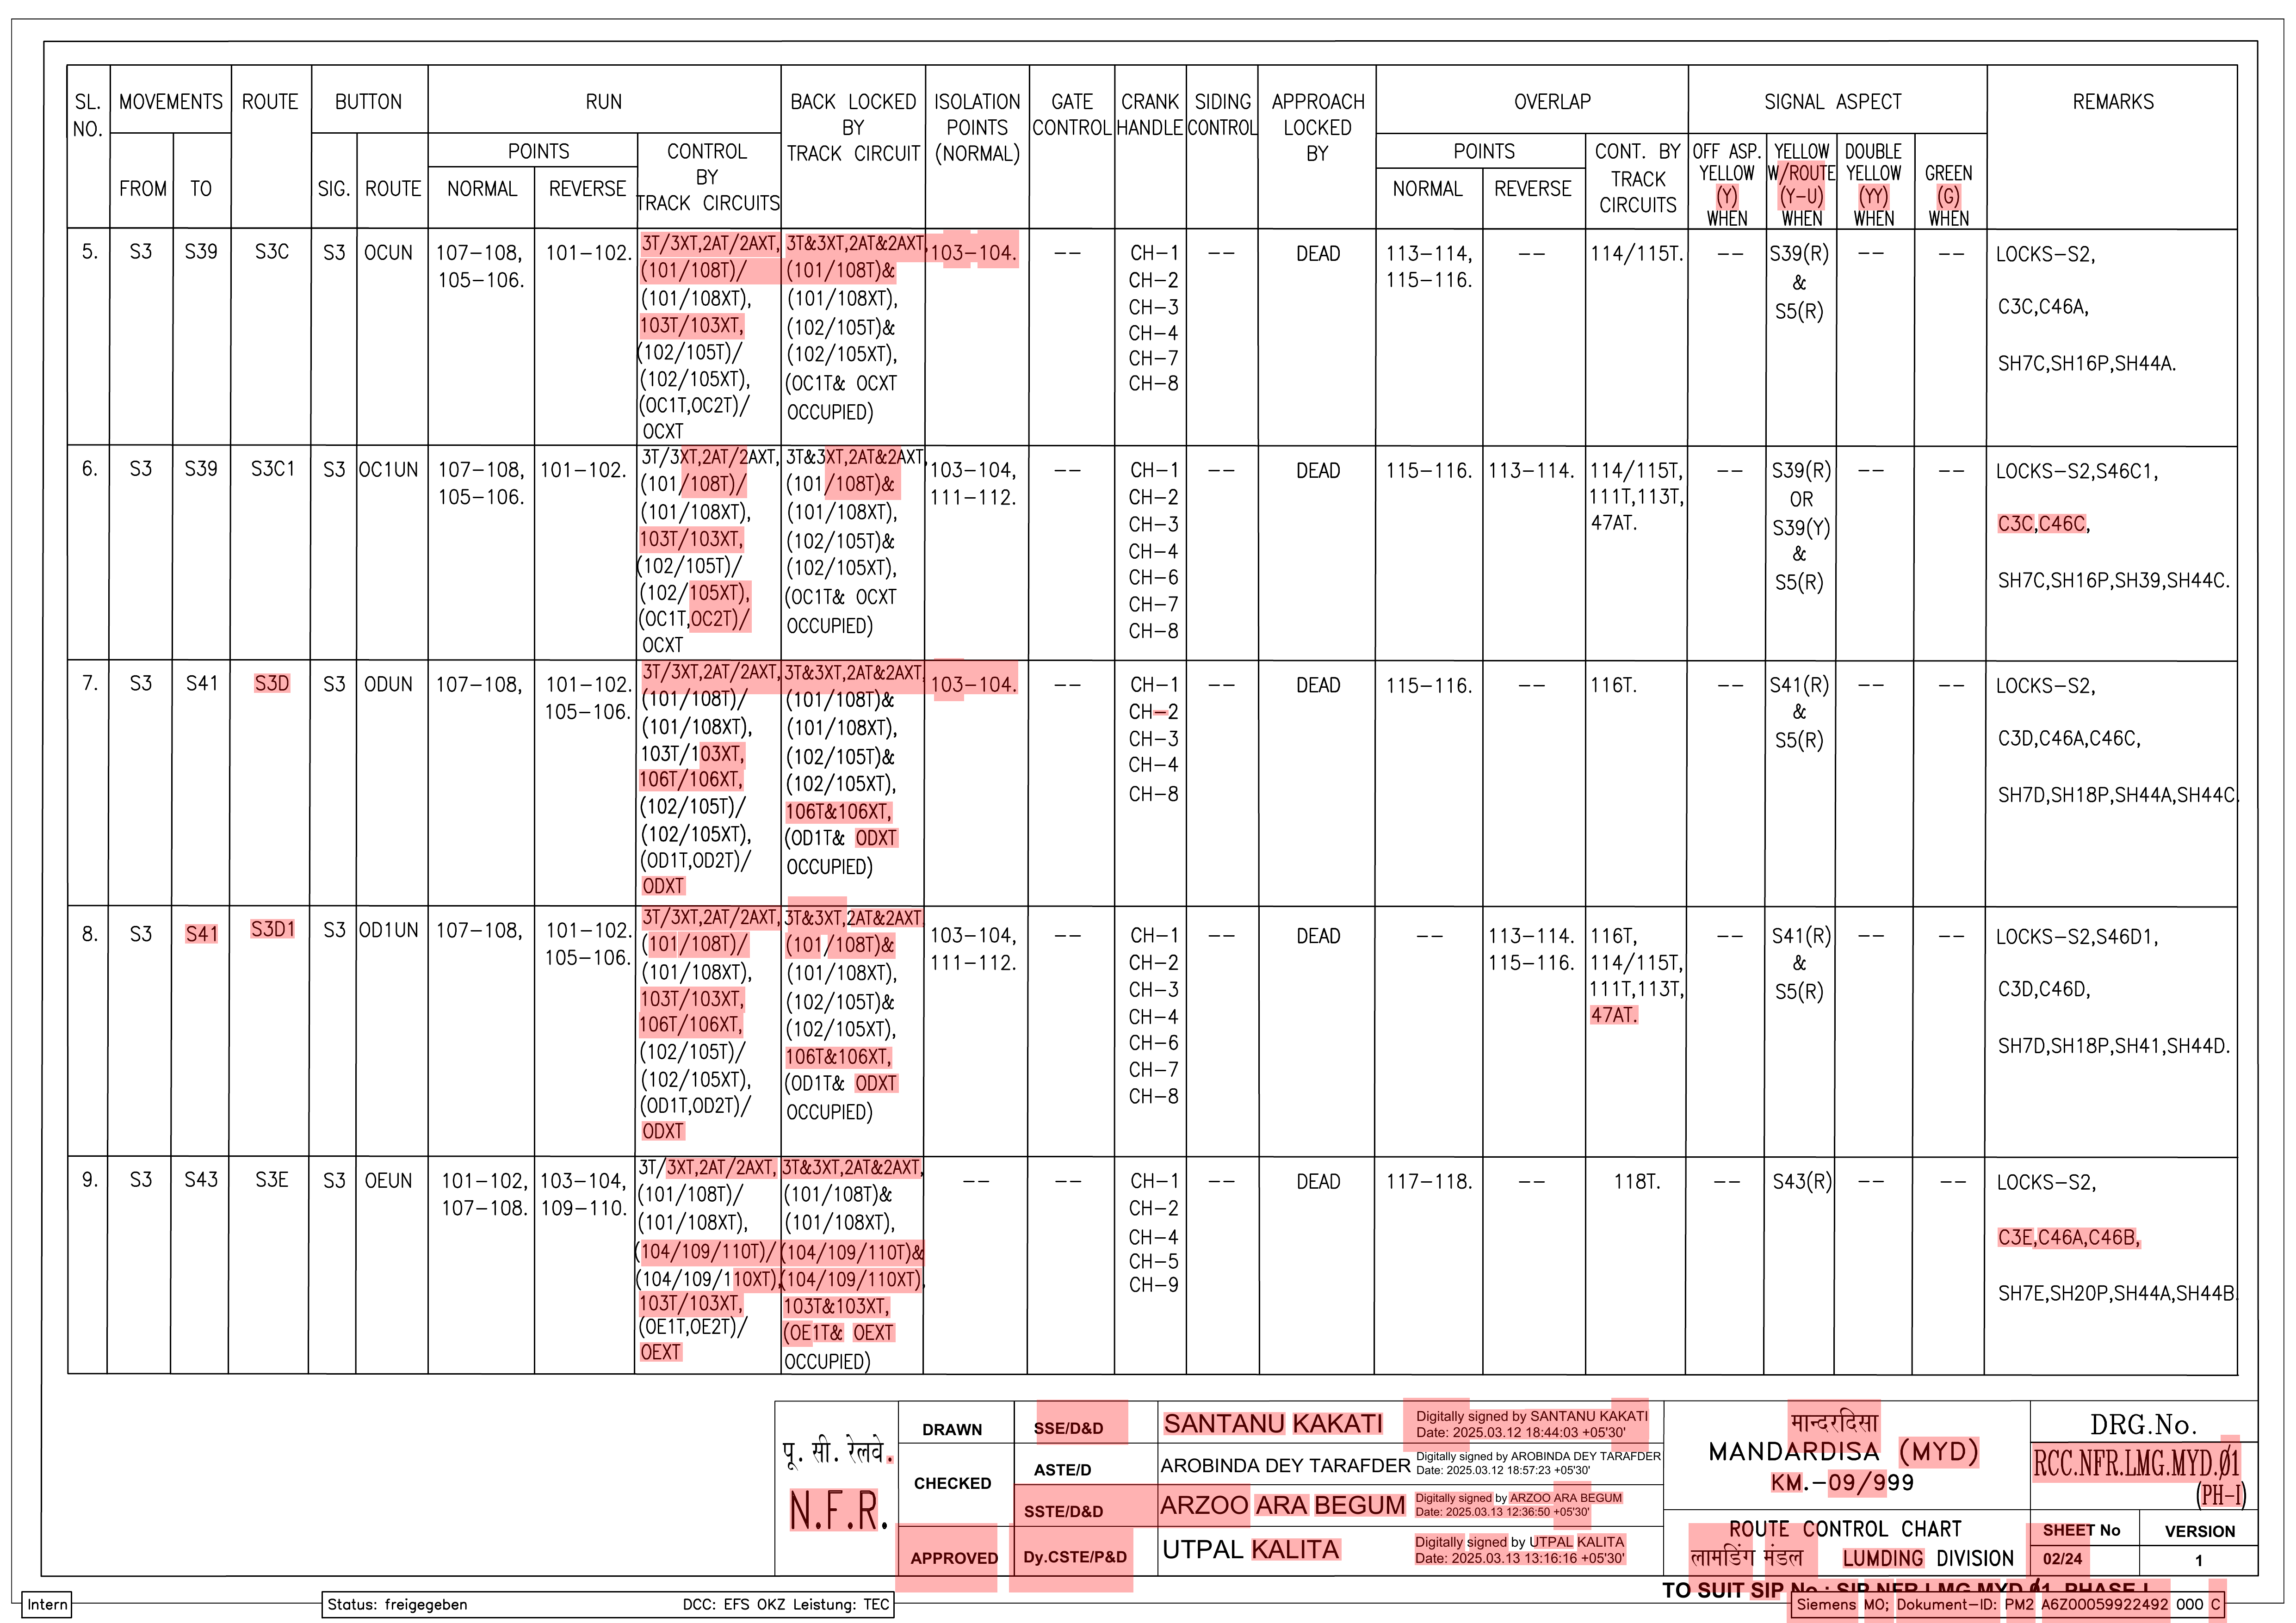 SL. NO. MOVEMENTS ROUTE BUTTON RUN BACK LOCKED BY TRACK CIRCUIT ISOLATION POINTS (NORMAL) GATE CONTROL CRANK HANDLE SIDING CONTROL APPROACH LOCKED BY OVERLAP SIGNAL ASPECT REMARKS
FROM TO SIG. ROUTE POINTS CONTROL BY TRACK CIRCUITS POINTS CONT. BY TRACK CIRCUITS OFF ASP. YELLOW (Y) WHEN YELLOW W/ROUTE (Y-U) WHEN DOUBLE YELLOW (YY) WHEN GREEN (G) WHEN
NORMAL REVERSE NORMAL REVERSE
5. S3 S39 S3C S3 OCUN
107-108,
105-106.
101-102.
3T/3XT,2AT/2AXT,
(101/108T)/
(101/108XT),
103T/103XT,
(102/105T)/
(102/105XT),
(OC1T,OC2T)/
OCXT
3T&3XT,2AT&2AXT,
(101/108T)&
(101/108XT),
(102/105T)&
(102/105XT),
(OC1T& OCXT
OCCUPIED)
103-104.
--
CH-1
CH-2
CH-3
CH-4
CH-7
CH-8
--
DEAD
113-114,
115-116.
--
114/115T.
--
S39(R)
&
S5(R)
-- --
LOCKS-S2,
C3C,C46A,
SH7C,SH16P,SH44A.
6. S3 S39 S3C1 S3 OC1UN
107-108,
105-106.
101-102.
3T/3XT,2AT/2AXT,
(101/108T)/
(101/108XT),
103T/103XT,
(102/105T)/
(102/105XT),
(OC1T,OC2T)/
OCXT
3T&3XT,2AT&2AXT,
(101/108T)&
(101/108XT),
(102/105T)&
(102/105XT),
(OC1T& OCXT
OCCUPIED)
103-104,
111-112.
--
CH-1
CH-2
CH-3
CH-4
CH-6
CH-7
CH-8
--
DEAD
115-116.
113-114.
114/115T,
111T,113T,
47AT.
--
S39(R)
OR
S39(Y)
&
S5(R)
-- --
LOCKS-S2,S46C1,
C3C,C46C,
SH7C,SH16P,SH39,SH44C.
7. S3 S41 S3D S3 ODUN
107-108,
101-102.
105-106.
3T/3XT,2AT/2AXT,
(101/108T)/
(101/108XT),
103T/103XT,
106T/106XT,
(102/105T)/
(102/105XT),
(OD1T,OD2T)/
ODXT
3T&3XT,2AT&2AXT,
(101/108T)&
(101/108XT),
(102/105T)&
(102/105XT),
106T&106XT,
(OD1T& ODXT
OCCUPIED)
103-104.
--
CH-1
CH-2
CH-3
CH-4
CH-8
--
DEAD
115-116.
--
116T.
--
S41(R)
&
S5(R)
-- --
LOCKS-S2,
C3D,C46A,C46C,
SH7D,SH18P,SH44A,SH44C.
8. S3 S41 S3D1 S3 OD1UN
107-108,
101-102.
105-106.
3T/3XT,2AT/2AXT,
(101/108T)/
(101/108XT),
103T/103XT,
106T/106XT,
(102/105T)/
(102/105XT),
(OD1T,OD2T)/
ODXT
3T&3XT,2AT&2AXT,
(101/108T)&
(101/108XT),
(102/105T)&
(102/105XT),
106T&106XT,
(OD1T& ODXT
OCCUPIED)
103-104,
111-112.
--
CH-1
CH-2
CH-3
CH-4
CH-6
CH-7
CH-8
--
DEAD
--
113-114.
115-116.
116T,
114/115T,
111T,113T,
47AT.
--
S41(R)
&
S5(R)
-- --
LOCKS-S2,S46D1,
C3D,C46D,
SH7D,SH18P,SH41,SH44D.
9. S3 S43 S3E S3 OEUN
101-102,
107-108.
103-104,
109-110.
3T/3XT,2AT/2AXT,
(101/108T)/
(101/108XT),
(104/109/110T)/
(104/109/110XT),
103T/103XT,
(OE1T,OE2T)/
OEXT
3T&3XT,2AT&2AXT,
(101/108T)&
(101/108XT),
(104/109/110T)&
(104/109/110XT),
103T&103XT,
(OE1T& OEXT
OCCUPIED)
--
--
CH-1
CH-2
CH-4
CH-5
CH-9
--
DEAD
117-118.
--
118T.
--
S43(R)
-- --
LOCKS-S2,
C3E,C46A,C46B,
SH7E,SH20P,SH44A,SH44B.
पू. सी. रेलवे.
N.F.R.
DRAWN SSE/D&D SANTANU KAKATI
Digitally signed by SANTANU KAKATI
Date: 2025.03.12 18:44:03 +05'30'
CHECKED
ASTE/D AROBINDA DEY TARAFDER
Digitally signed by AROBINDA DEY TARAFDER
Date: 2025.03.12 18:57:23 +05'30'
SSTE/D&D ARZOO ARA BEGUM
Digitally signed by ARZOO ARA BEGUM
Date: 2025.03.13 12:36:50 +05'30'
APPROVED Dy.CSTE/P&D UTPAL KALITA
Digitally signed by UTPAL KALITA
Date: 2025.03.13 13:16:16 +05'30'
मान्दरदिसा
MANDARDISA (MYD)
KM.-09/999
ROUTE CONTROL CHART
लामडिंग मंडल LUMDING DIVISION
DRG.No.
RCC.NFR.LMG.MYD.Ø1
(PH-I)
SHEET No VERSION
02/24 1
TO SUIT SIP No.: SIP.NFR.LMG.MYD.Ø1, PHASE I
Intern
Status: freigegeben DCC: EFS OKZ Leistung: TEC
Siemens MO; Dokument-ID: PM2 A6Z00059922492 000 C